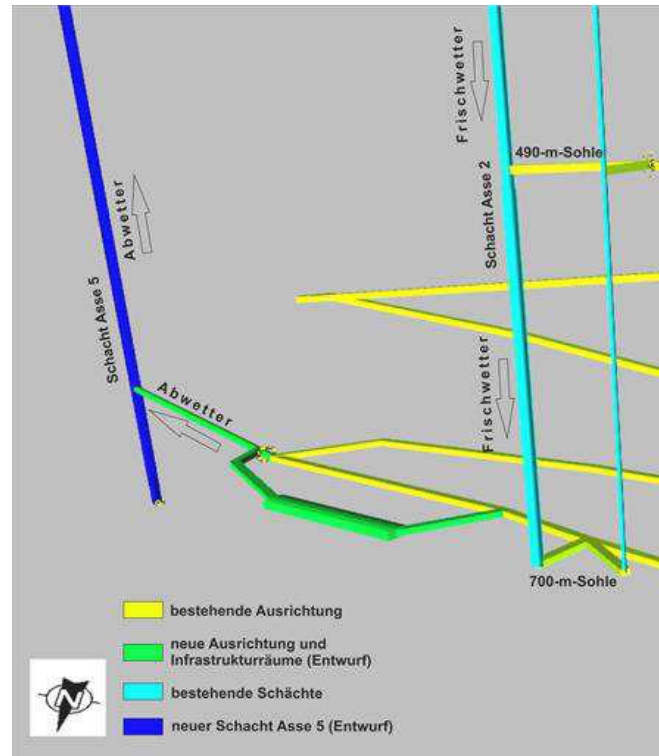 Frischwetter
490-m-Sohle
Abwetter
Schacht Asse 2
Schacht Asse 5
Abwetter
Frischwetter
700-m-Sohle
bestehende Ausrichtung
neue Ausrichtung und
Infrastrukturräume (Entwurf)
bestehende Schächte
neuer Schacht Asse 5 (Entwurf)
N